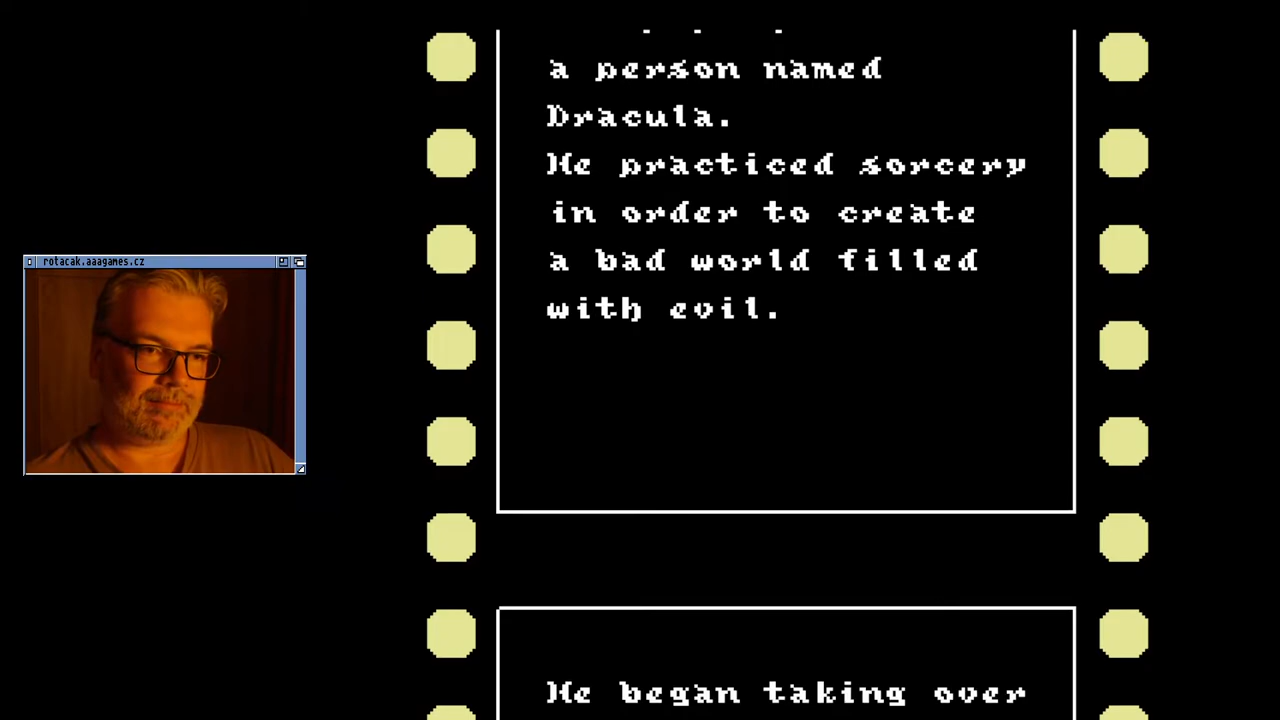 a person named
Dracula.
He practiced sorcery
in order to create
a bad world filled
with evil.
He began taking over
rotacak.aaagames.cz